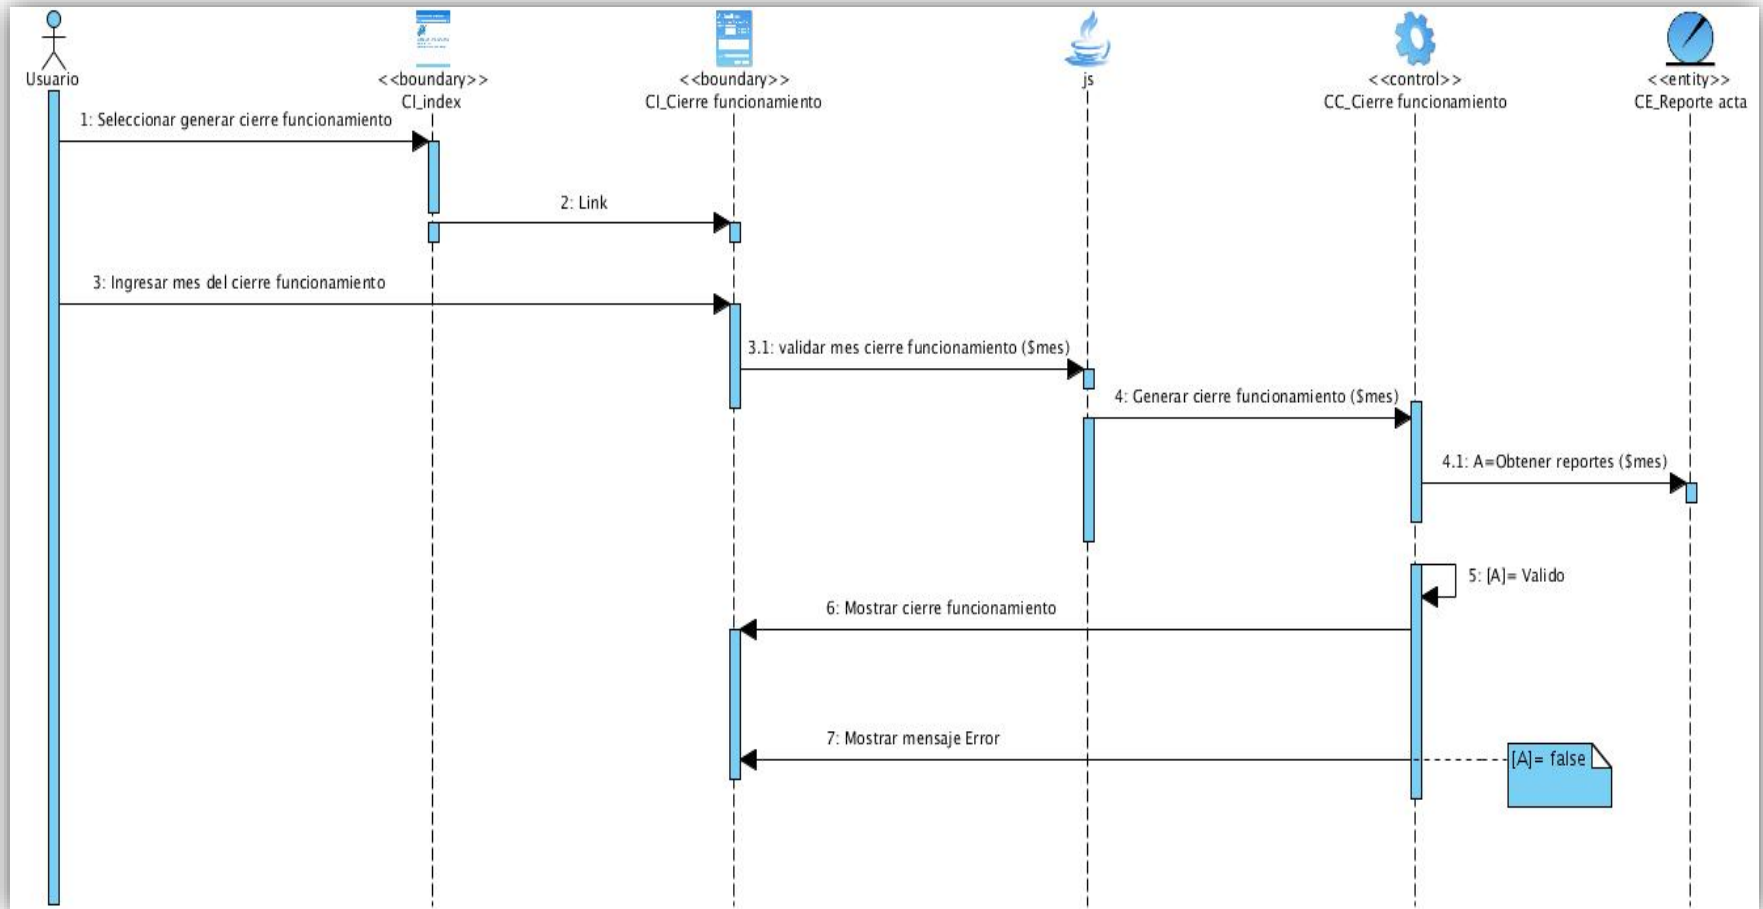 Usuario
<<boundary>>
CI_index
<<boundary>>
CI_Cierre funcionamiento
js
<<control>>
CC_Cierre funcionamiento
<<entity>>
CE_Reporte acta
1: Seleccionar generar cierre funcionamiento
2: Link
3: Ingresar mes del cierre funcionamiento
3.1: validar mes cierre funcionamiento ($mes)
4: Generar cierre funcionamiento ($mes)
4.1: A=Obtener reportes ($mes)
5: [A]= Valido
6: Mostrar cierre funcionamiento
7: Mostrar mensaje Error
[A]= false